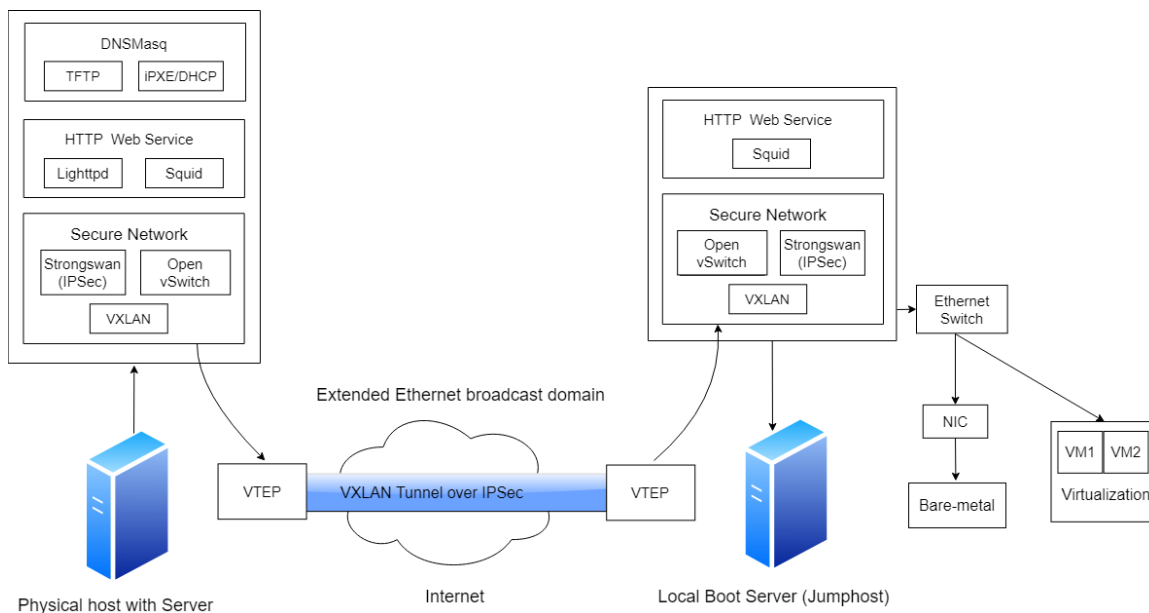 DNSMasq
TFTP
iPXE/DHCP
HTTP Web Service
Lighttpd
Squid
Secure Network
Strongswan
(IPSec)
Open
vSwitch
VXLAN
Physical host with Server
Extended Ethernet broadcast domain
VTEP
VXLAN Tunnel over IPSec
VTEP
Internet
HTTP Web Service
Squid
Secure Network
Open
vSwitch
Strongswan
(IPSec)
VXLAN
Local Boot Server (Jumphost)
Ethernet
Switch
NIC
Bare-metal
VM1
VM2
Virtualization